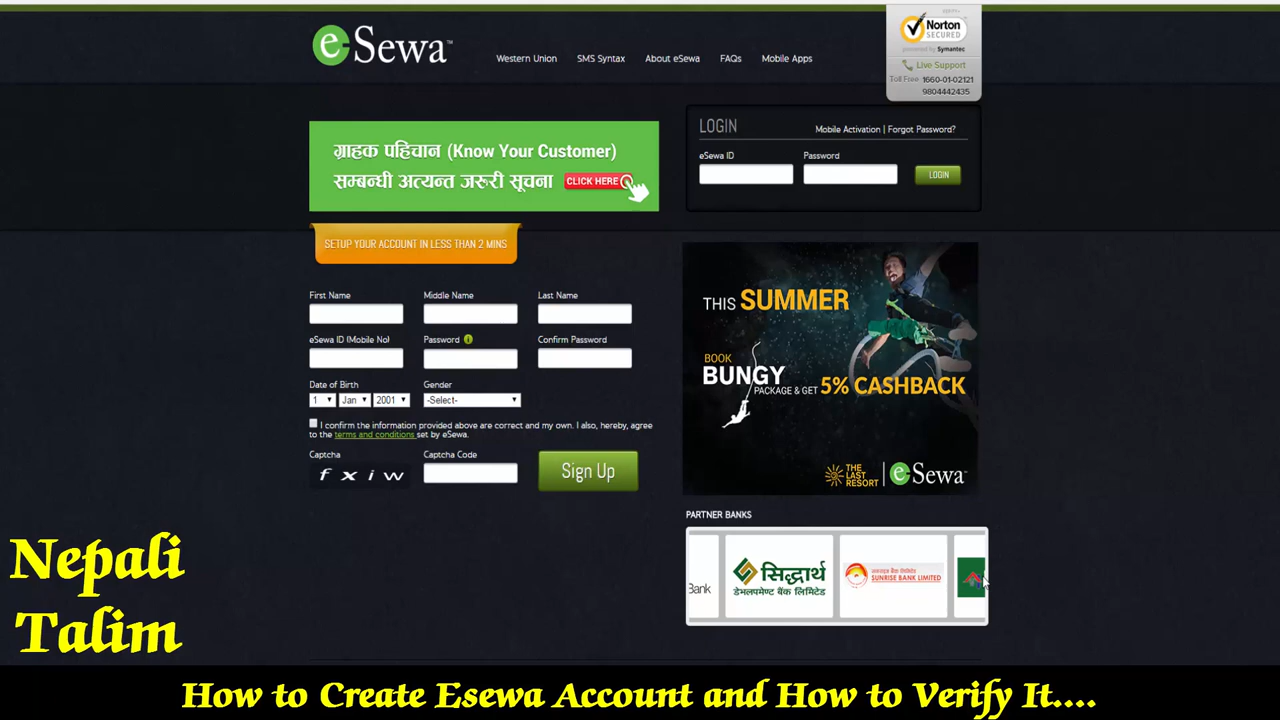 e-Sewa™
Western Union
SMS Syntax
About eSewa
FAQs
Mobile Apps
Norton
SECURED
powered by Symantec
Live Support
Toll Free 1660-01-02121
9804442435
ग्राहक पहिचान (Know Your Customer)
सम्बन्धी अत्यन्त जरुरी सूचना CLICK HERE
LOGIN
Mobile Activation | Forgot Password?
eSewa ID
Password
LOGIN
SETUP YOUR ACCOUNT IN LESS THAN 2 MINS
First Name
Middle Name
Last Name
eSewa ID (Mobile No)
Password
Confirm Password
Date of Birth
Gender
1 Jan 2001
-Select-
I confirm the information provided above are correct and my own. I also, hereby, agree
to the terms and conditions set by eSewa.
Captcha
Captcha Code
f x i w
Sign Up
THIS SUMMER
BOOK
BUNGY
PACKAGE & GET 5% CASHBACK
THE
LAST
RESORT
e-Sewa
PARTNER BANKS
Bank
सिद्धार्थ
डेभलपमेण्ट बैंक लिमिटेड
SUNRISE BANK LIMITED
Nepali
Talim
How to Create Esewa Account and How to Verify It....